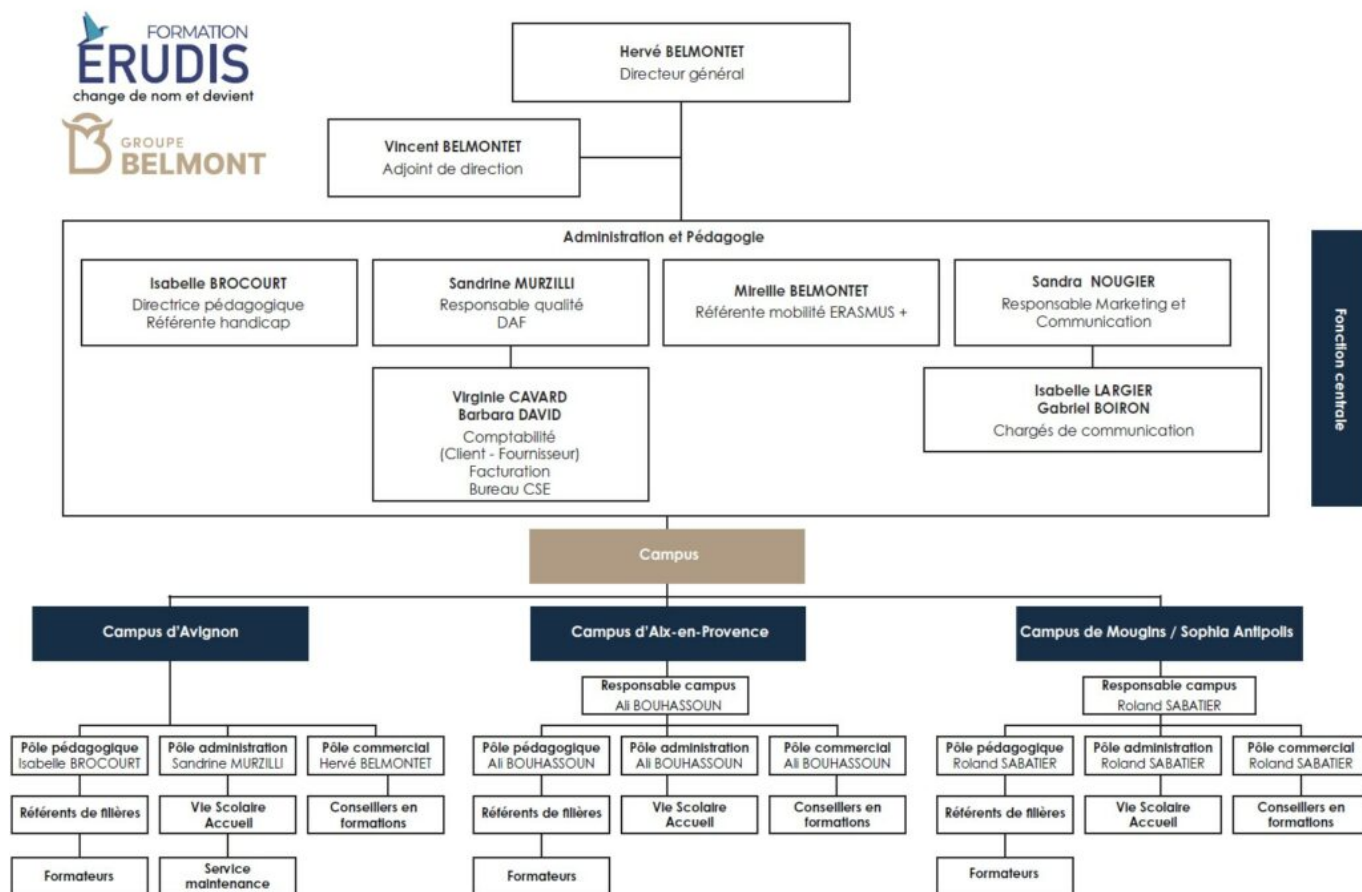 FORMATION
ERUDIS
change de nom et devient
GROUPE
BELMONT
Hervé BELMONTET
Directeur général
Vincent BELMONTET
Adjoint de direction
Administration et Pédagogie
Isabelle BROCOURT
Directrice pédagogique
Référente handicap
Sandrine MURZILLI
Responsable qualité
DAF
Mireille BELMONTET
Référente mobilité ERASMUS +
Sandra NOUGIER
Responsable Marketing et
Communication
Virginie CAVARD
Barbara DAVID
Comptabilité
(Client - Fournisseur)
Facturation
Bureau CSE
Isabelle LARGIER
Gabriel BOIRON
Chargés de communication
Fonction centrale
Campus
Campus d'Avignon
Campus d'Aix-en-Provence
Campus de Mougins / Sophia Antipolis
Responsable campus
Ali BOUHASSOUN
Responsable campus
Roland SABATIER
Pôle pédagogique
Isabelle BROCOURT
Pôle administration
Sandrine MURZILLI
Pôle commercial
Hervé BELMONTET
Pôle pédagogique
Ali BOUHASSOUN
Pôle administration
Ali BOUHASSOUN
Pôle commercial
Ali BOUHASSOUN
Pôle pédagogique
Roland SABATIER
Pôle administration
Roland SABATIER
Pôle commercial
Roland SABATIER
Référents de filières
Vie Scolaire
Accueil
Conseillers en
formations
Référents de filières
Vie Scolaire
Accueil
Conseillers en
formations
Référents de filières
Vie Scolaire
Accueil
Conseillers en
formations
Formateurs
Service
maintenance
Formateurs
Formateurs